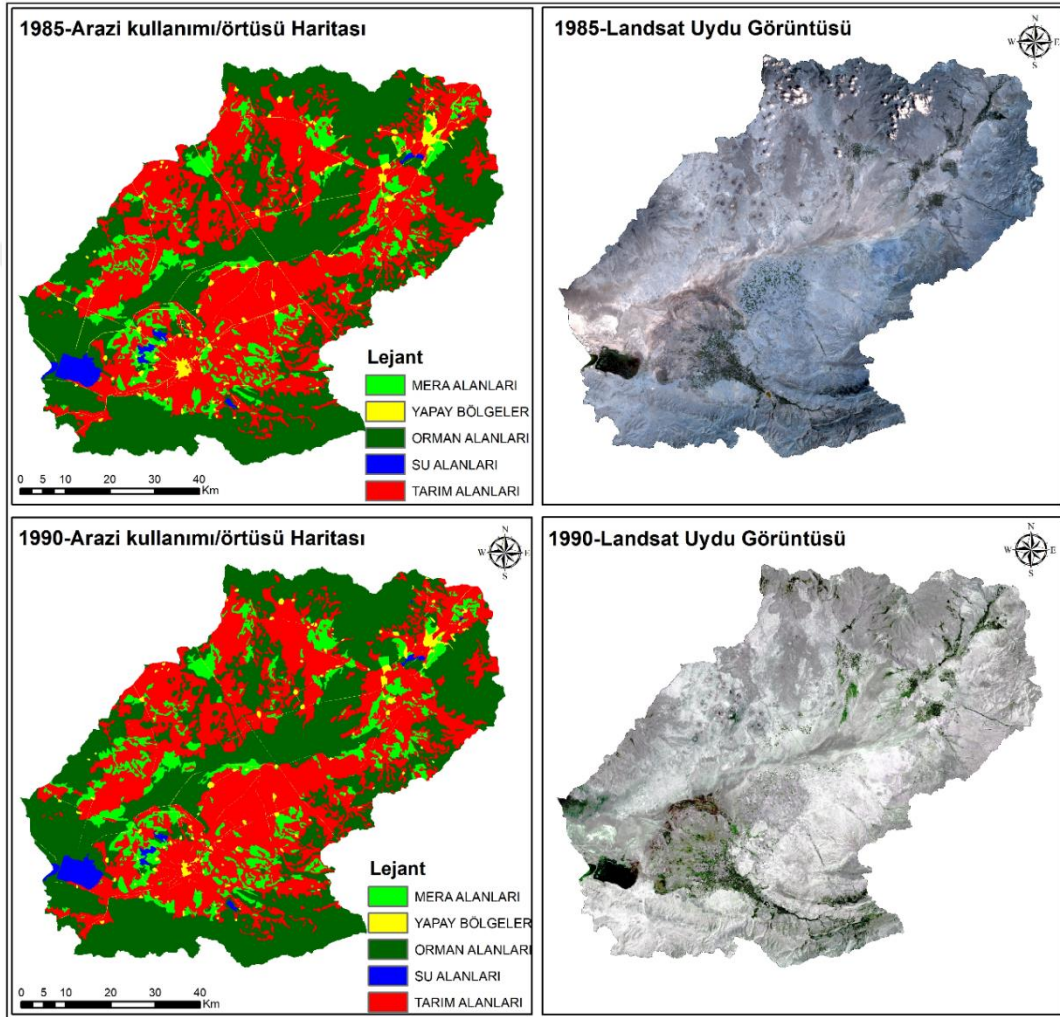 1985-Arazi kullanımı/örtüsü Haritası
Lejant
MERA ALANLARI
YAPAY BÖLGELER
ORMAN ALANLARI
SU ALANLARI
TARIM ALANLARI
0 5 10 20 30 40
Km
1985-Landsat Uydu Görüntüsü
N
W E
S
1990-Arazi kullanımı/örtüsü Haritası
N
W E
S
Lejant
MERA ALANLARI
YAPAY BÖLGELER
ORMAN ALANLARI
SU ALANLARI
TARIM ALANLARI
0 5 10 20 30 40
Km
1990-Landsat Uydu Görüntüsü
N
W E
S